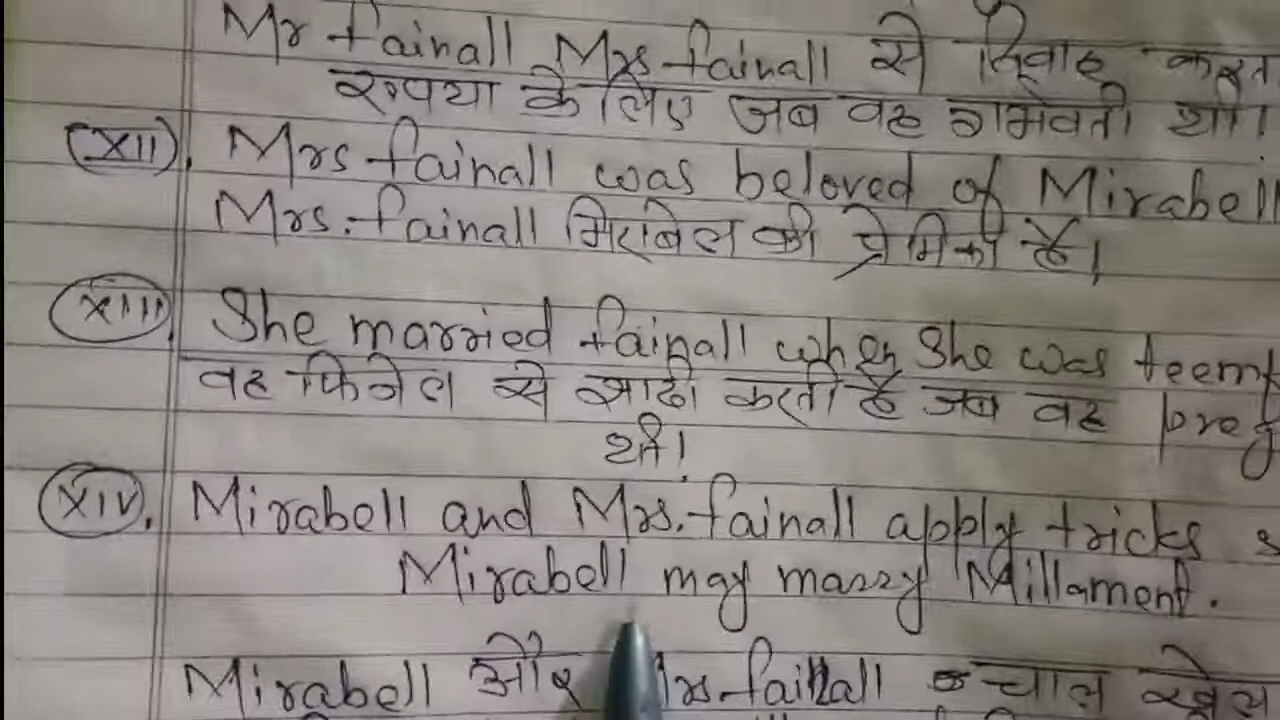 Mr fainall Mrs fainall से विवाह करत
रुपया के लिए जब वह गर्भवती थी।
(XII). Mrs fainall was beloved of Mirabell
Mrs. fainall मिराबेल की प्रेमिका है।
(XIII). She married fainall when She was
वह फिनेल से शादी करती है जब वह preg
थी।
(XIV). Mirabell and Mrs. fainall apply tricks s
Mirabell may marry Millament.
Mirabell और Mrs. fainall चाल खेल